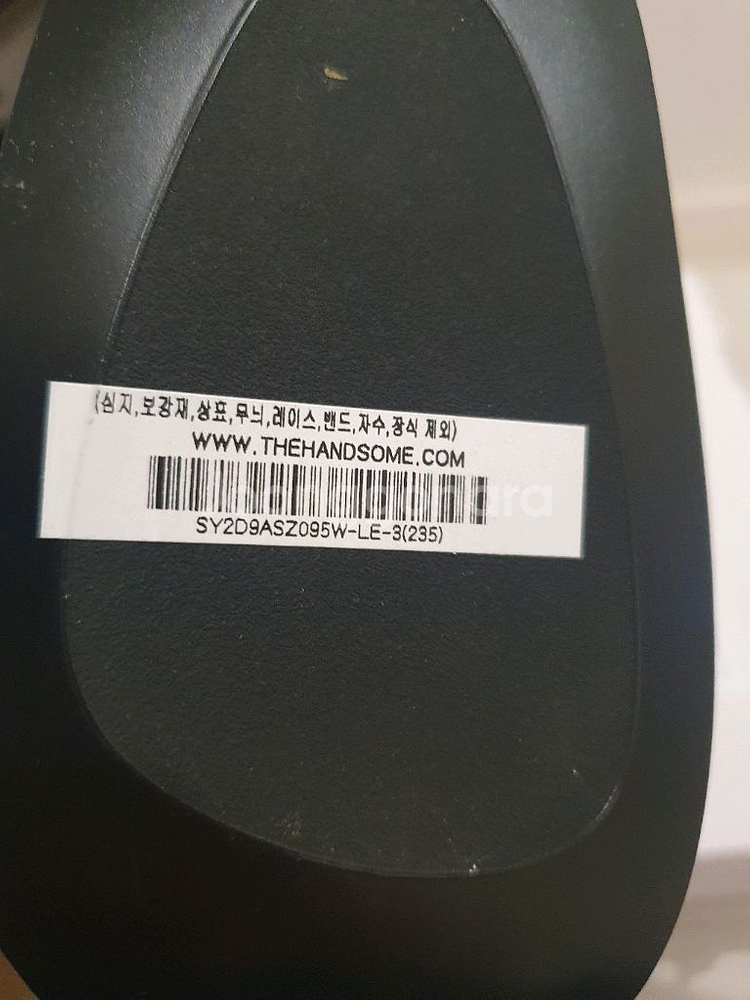 (심지,보강재,상표,무늬,레이스,밴드,자수,장식 제외)
WWW.THEHANDSOME.COM
SY2D9ASZ095W-LE-3(235)